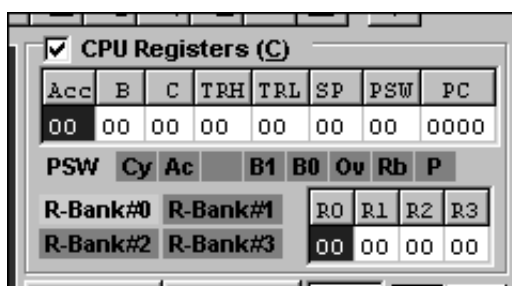 CPU Registers (C)
Acc B C TRH TRL SP PSW PC
00 00 00 00 00 00 00 0000
PSW Cy Ac B1 B0 Ov Rb P
R-Bank#0 R-Bank#1 R0 R1 R2 R3
R-Bank#2 R-Bank#3 00 00 00 00